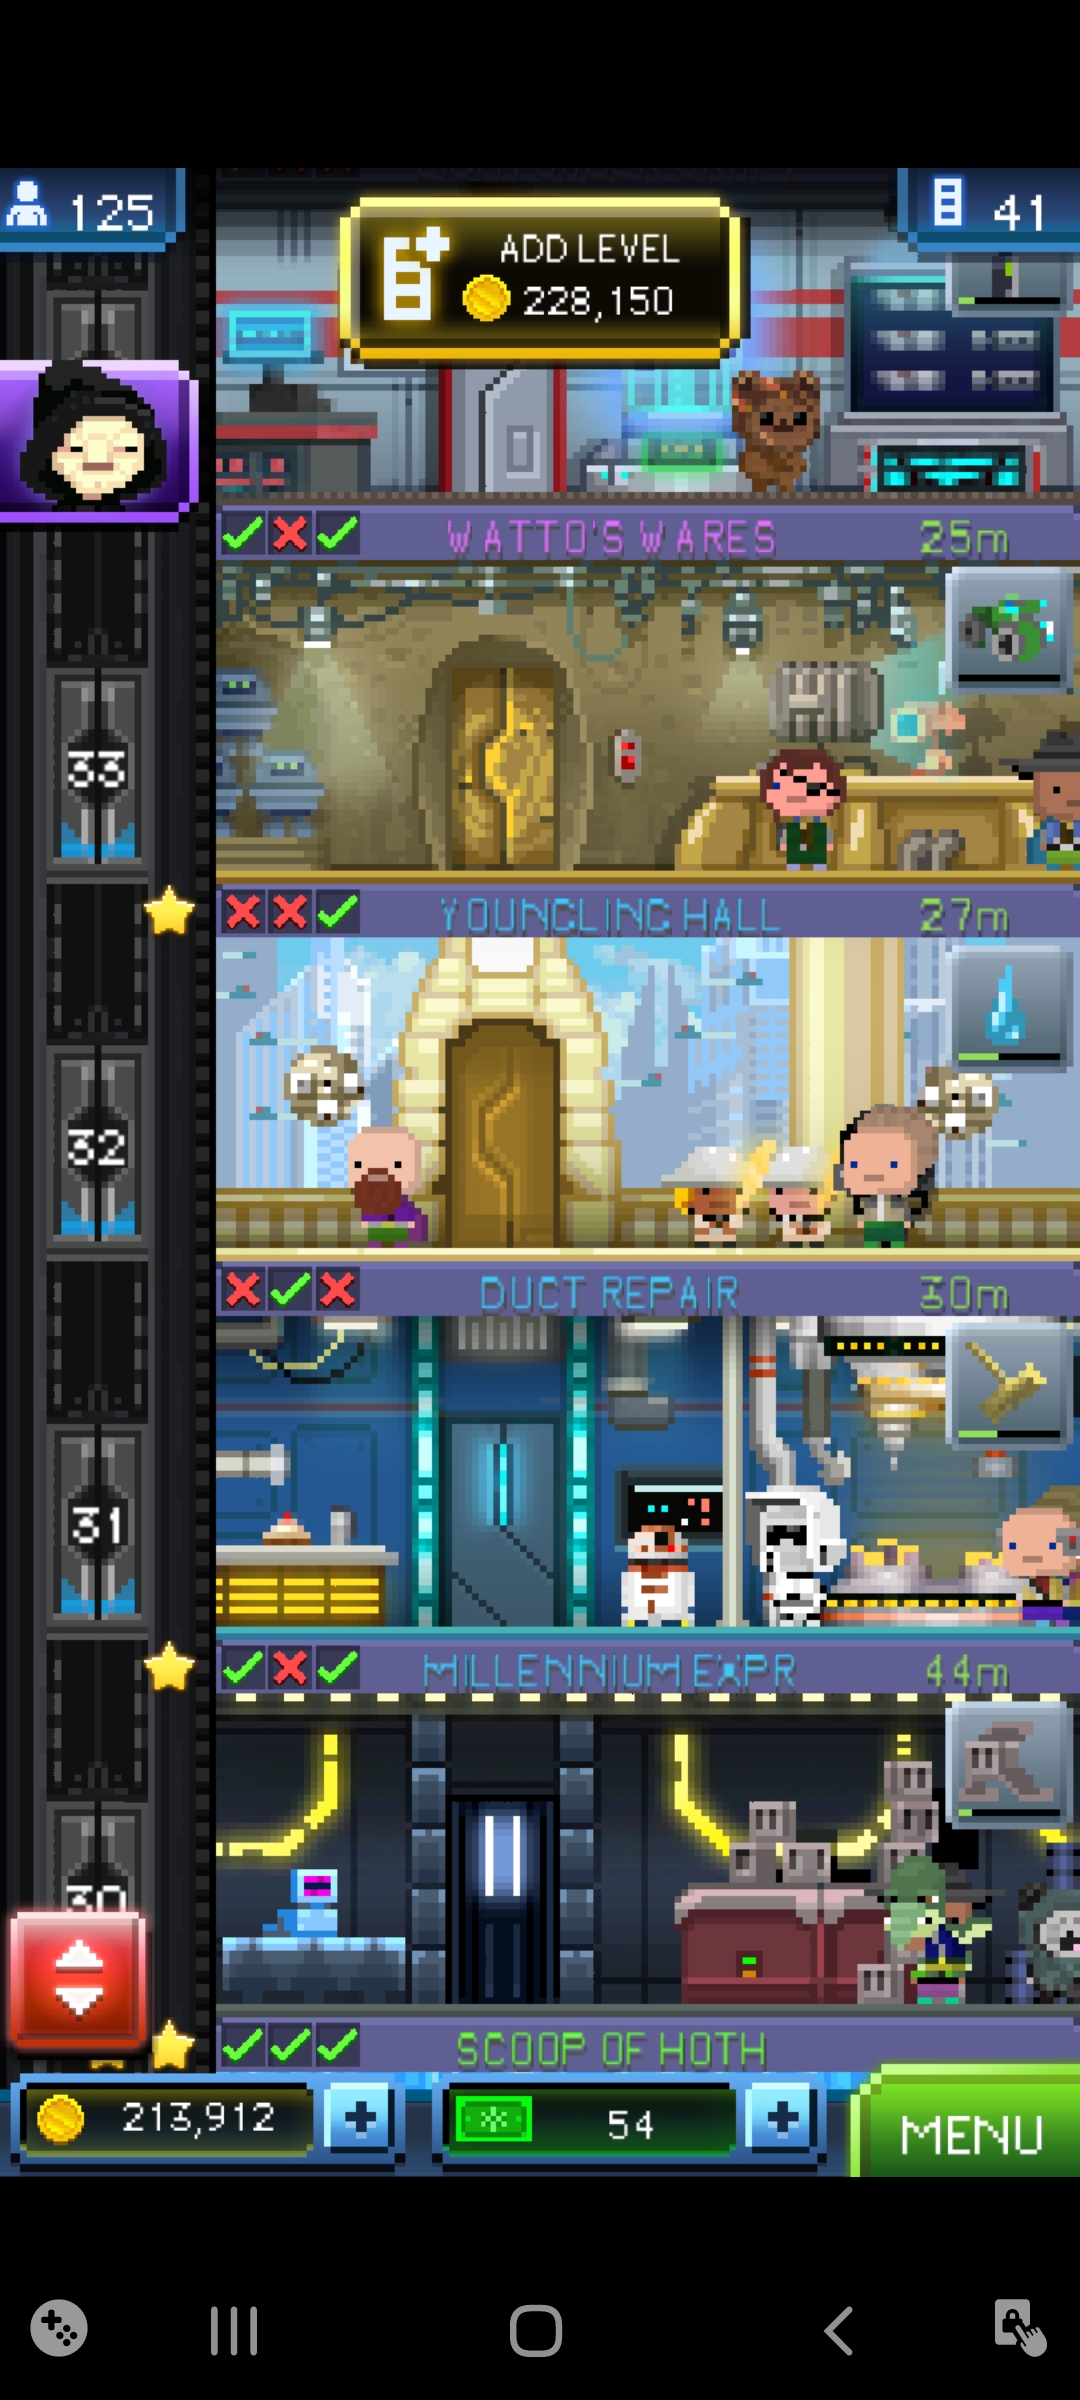 125
41
ADD LEVEL
228,150
WATTO'S WARES 25m
33
YOUNGLING HALL 27m
32
DUCT REPAIR 30m
31
MILLENNIUM EXPR 44m
30
SCOOP OF HOTH
213,912
54
MENU